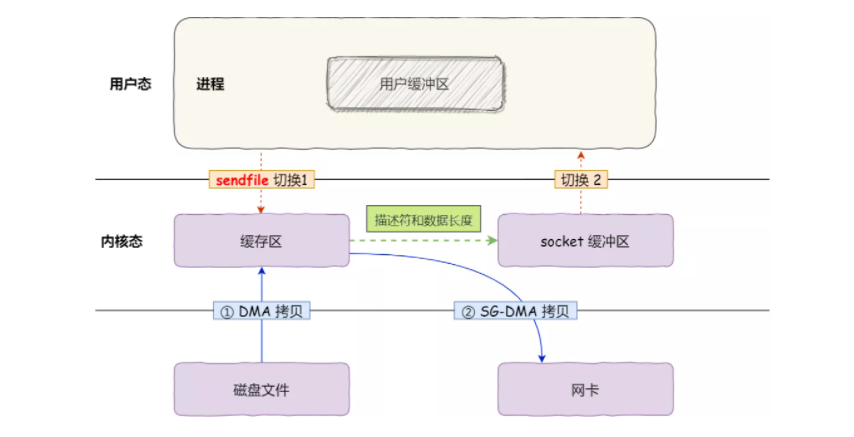 用户态
进程
用户缓冲区
sendfile 切换1
切换 2
描述符和数据长度
内核态
缓存区
socket 缓冲区
① DMA 拷贝
② SG-DMA 拷贝
磁盘文件
网卡